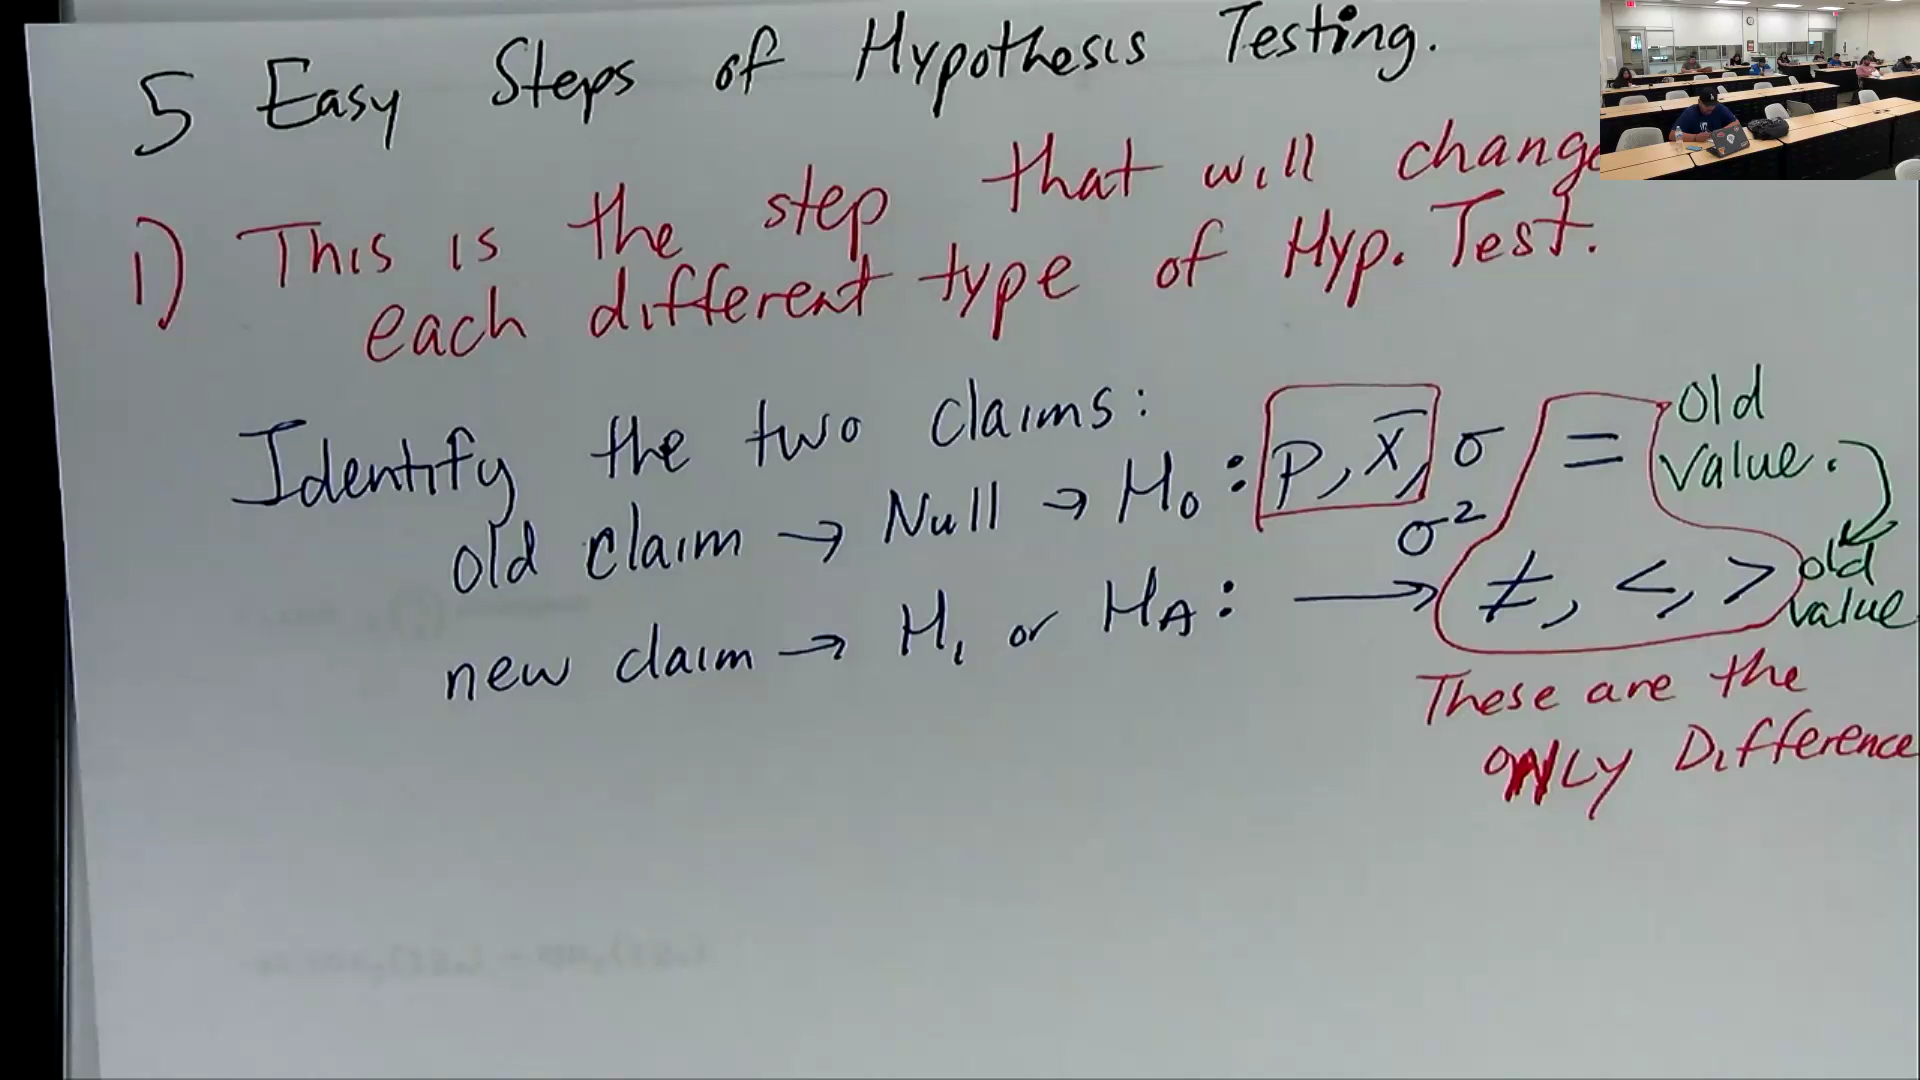 5 Easy Steps of Hypothesis Testing.
1) This is the step that will change
each different type of Hyp. Test.
Identify the two claims:
old claim → Null → H₀ : p, x̄, σ = Old value.
σ²
new claim → H₁ or H_A : → ≠, <, > old value
These are the
ONLY Difference